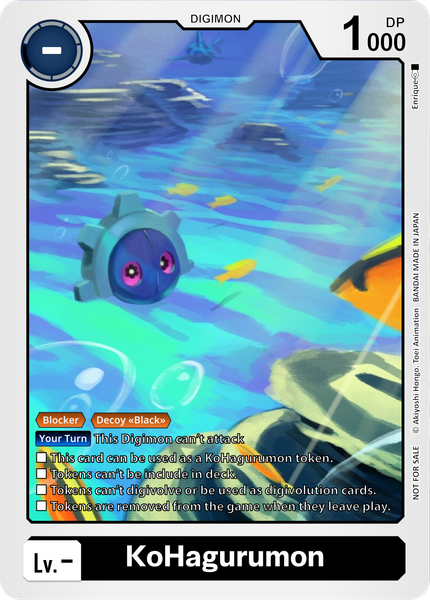 DIGIMON
DP
1000
Enrique
© Akiyoshi Hongo. Toei Animation BANDAI MADE IN JAPAN
NOT FOR SALE
Blocker Decoy «Black»
Your Turn This Digimon can't attack
This card can be used as a KoHagurumon token.
Tokens can't be include in deck.
Tokens can't digivolve or be used as digivolution cards.
Tokens are removed from the game when they leave play.
Lv.-
KoHagurumon